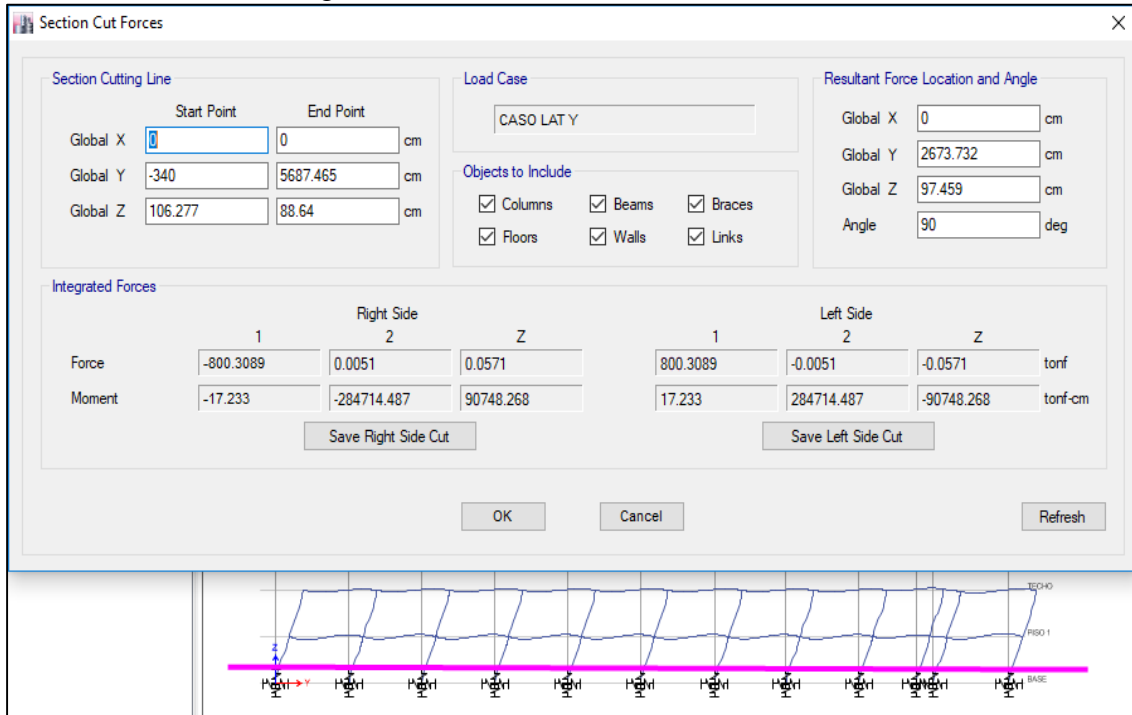 Section Cut Forces
Section Cutting Line
Start Point End Point
Global X 0 0 cm
Global Y -340 5687.465 cm
Global Z 106.277 88.64 cm
Load Case
CASO LAT Y
Objects to Include
Columns Beams Braces
Floors Walls Links
Resultant Force Location and Angle
Global X 0 cm
Global Y 2673.732 cm
Global Z 97.459 cm
Angle 90 deg
Integrated Forces
Right Side Left Side
1 2 Z 1 2 Z
Force -800.3089 0.0051 0.0571 800.3089 -0.0051 -0.0571 tonf
Moment -17.233 -284714.487 90748.268 17.233 284714.487 -90748.268 tonf-cm
Save Right Side Cut Save Left Side Cut
OK Cancel Refresh
TECHO
PISO 1
Z
Y
BASE